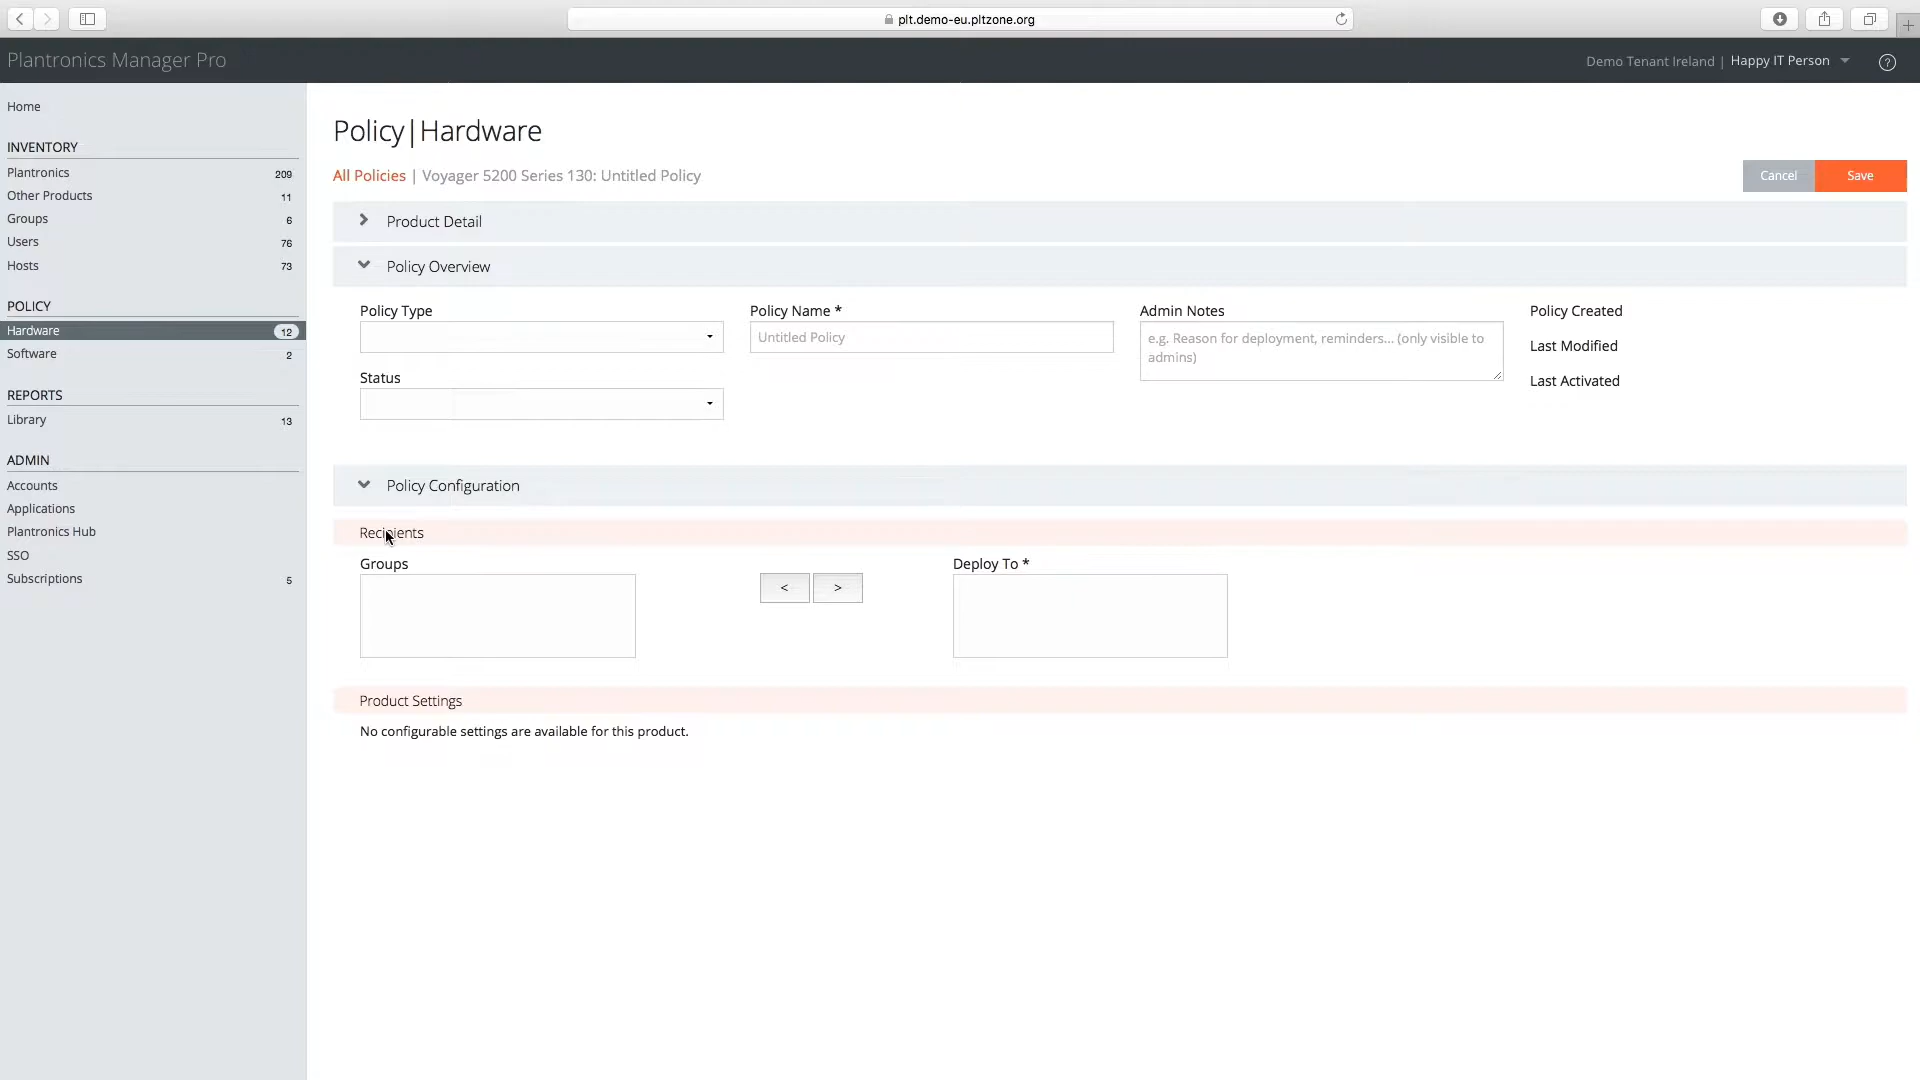 plt.demo-eu.pltzone.org
Plantronics Manager Pro
Demo Tenant Ireland | Happy IT Person
?
Home
INVENTORY
Plantronics 209
Other Products 11
Groups 6
Users 76
Hosts 73
POLICY
Hardware 12
Software 2
REPORTS
Library 13
ADMIN
Accounts
Applications
Plantronics Hub
SSO
Subscriptions 5
Policy|Hardware
All Policies | Voyager 5200 Series 130: Untitled Policy
Cancel
Save
Product Detail
Policy Overview
Policy Type
Policy Name *
Untitled Policy
Admin Notes
e.g. Reason for deployment, reminders... (only visible to
admins)
Policy Created
Last Modified
Last Activated
Status
Policy Configuration
Recipients
Groups
< >
Deploy To *
Product Settings
No configurable settings are available for this product.